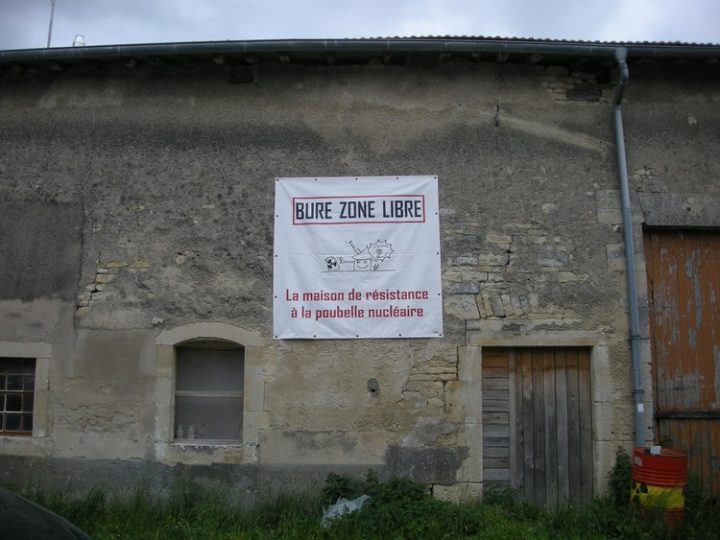 BURE ZONE LIBRE
La maison de résistance
à la poubelle nucléaire